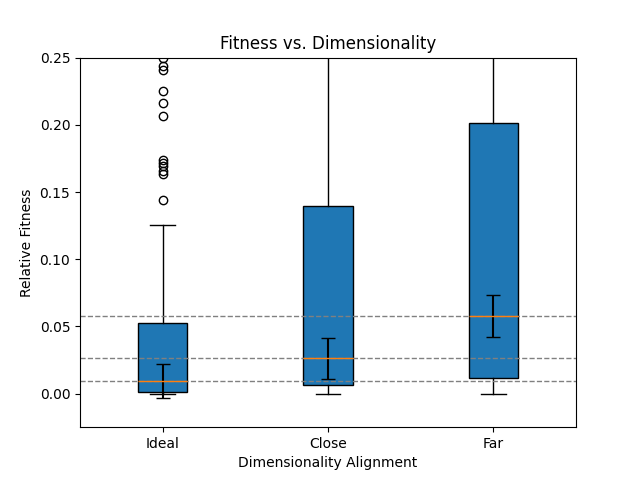 Fitness vs. Dimensionality
0.25
0.20
0.15
0.10
0.05
0.00
Relative Fitness
Ideal
Close
Far
Dimensionality Alignment